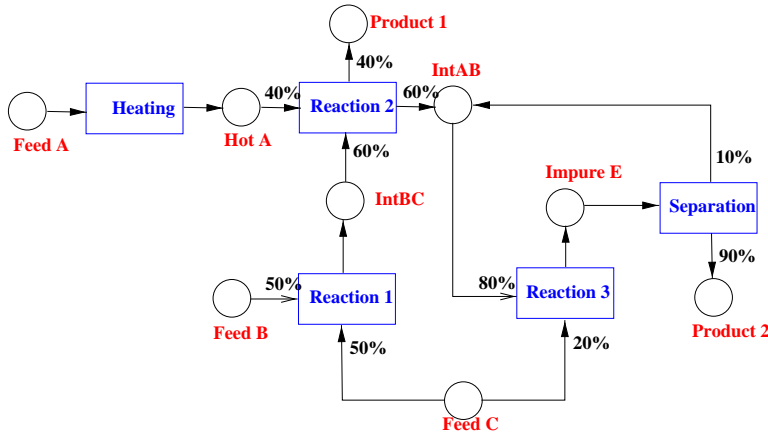 Product 1
40%
IntAB
Heating
40%
Reaction 2
60%
Feed A
Hot A
60%
10%
Impure E
IntBC
Separation
90%
50%
Reaction 1
80%
Reaction 3
Feed B
Product 2
50%
20%
Feed C